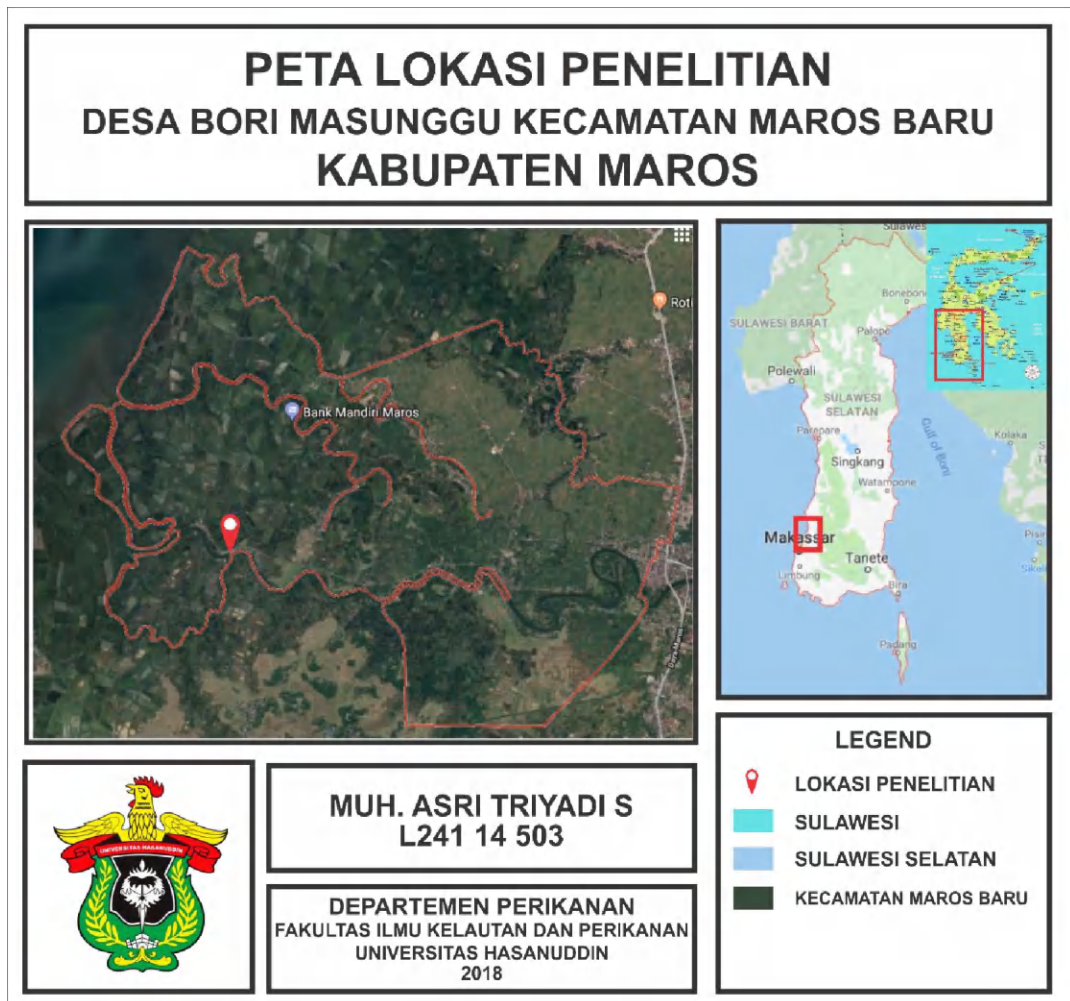 PETA LOKASI PENELITIAN
DESA BORI MASUNGGU KECAMATAN MAROS BARU
KABUPATEN MAROS
Roti
Bank Mandiri Maros
Sulawes
SULAWESI BARAT
Bonebone
Palopo
Polewali
SULAWESI
SELATAN
Parepare
Singkang
Watampone
Gulf of Boni
Kolaka
Makassar
Limbung
Tanete
Bira
Padang
LEGEND
LOKASI PENELITIAN
SULAWESI
SULAWESI SELATAN
KECAMATAN MAROS BARU
UNIVERSITAS HASANUDDIN
MUH. ASRI TRIYADI S
L241 14 503
DEPARTEMEN PERIKANAN
FAKULTAS ILMU KELAUTAN DAN PERIKANAN
UNIVERSITAS HASANUDDIN
2018